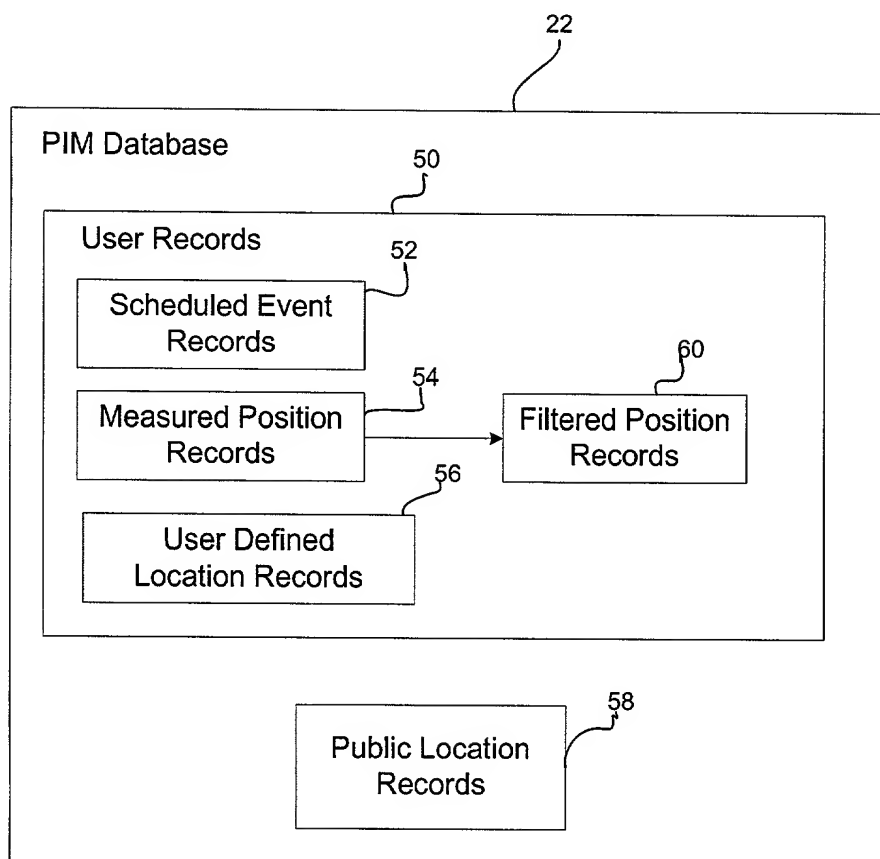 22
PIM Database
50
User Records
52
Scheduled Event
Records
54
Measured Position
Records
60
Filtered Position
Records
56
User Defined
Location Records
58
Public Location
Records